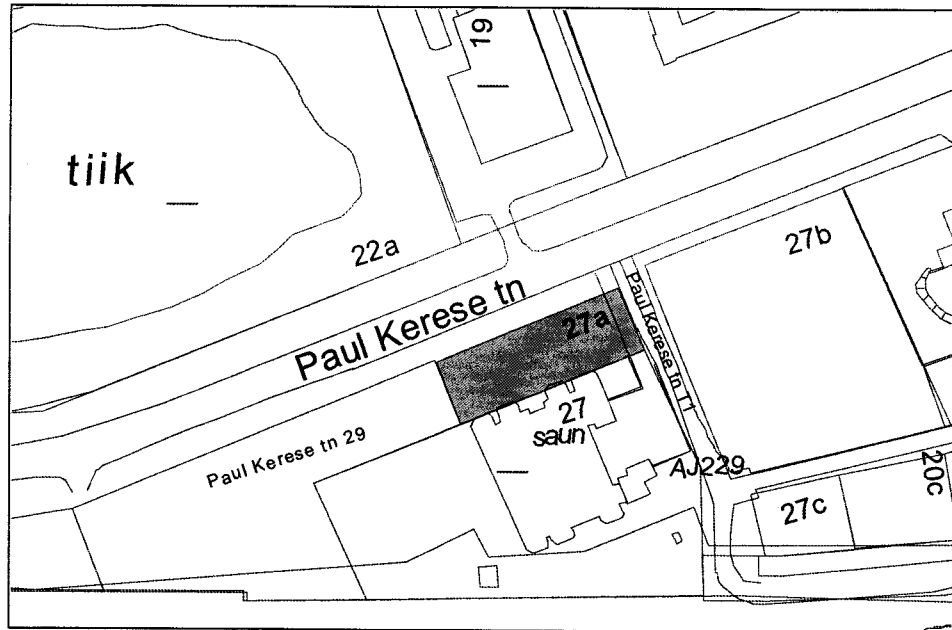 19
tiik
22a
27b
Paul Kerese tn
27a
Paul Kerese tn T1
27
saun
Paul Kerese tn 29
AJ229
20c
27c